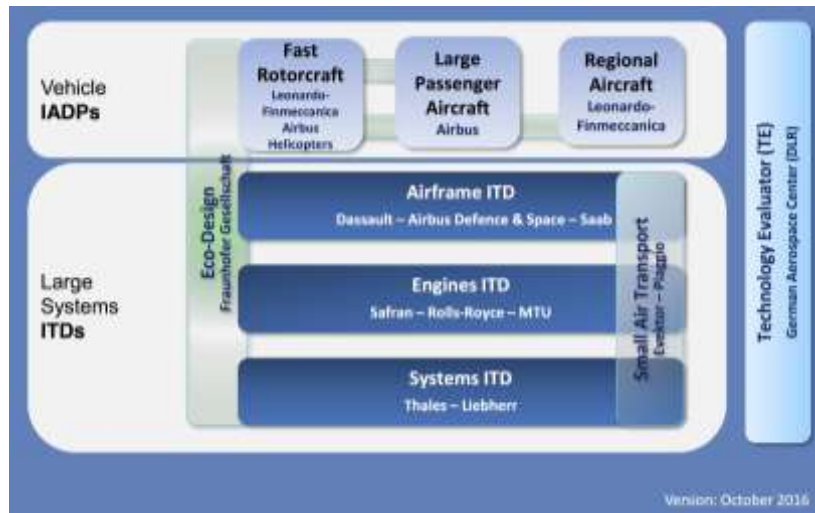 Vehicle
IADPs
Fast
Rotorcraft
Leonardo-
Finmeccanica
Airbus
Helicopters
Large
Passenger
Aircraft
Airbus
Regional
Aircraft
Leonardo-
Finmeccanica
Large
Systems
ITDs
Eco-Design
Fraunhofer Gesellschaft
Airframe ITD
Dassault – Airbus Defence & Space – Saab
Engines ITD
Safran – Rolls-Royce – MTU
Systems ITD
Thales – Liebherr
Small Air Transport
Evektor – Piaggio
Technology Evaluator (TE)
German Aerospace Center (DLR)
Version: October 2016